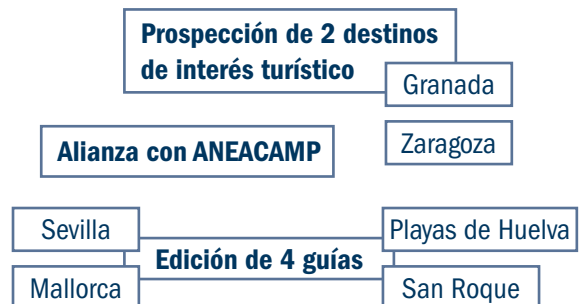 Prospección de 2 destinos
de interés turístico
Granada
Zaragoza
Alianza con ANEACAMP
Sevilla
Playas de Huelva
Edición de 4 guías
Mallorca
San Roque